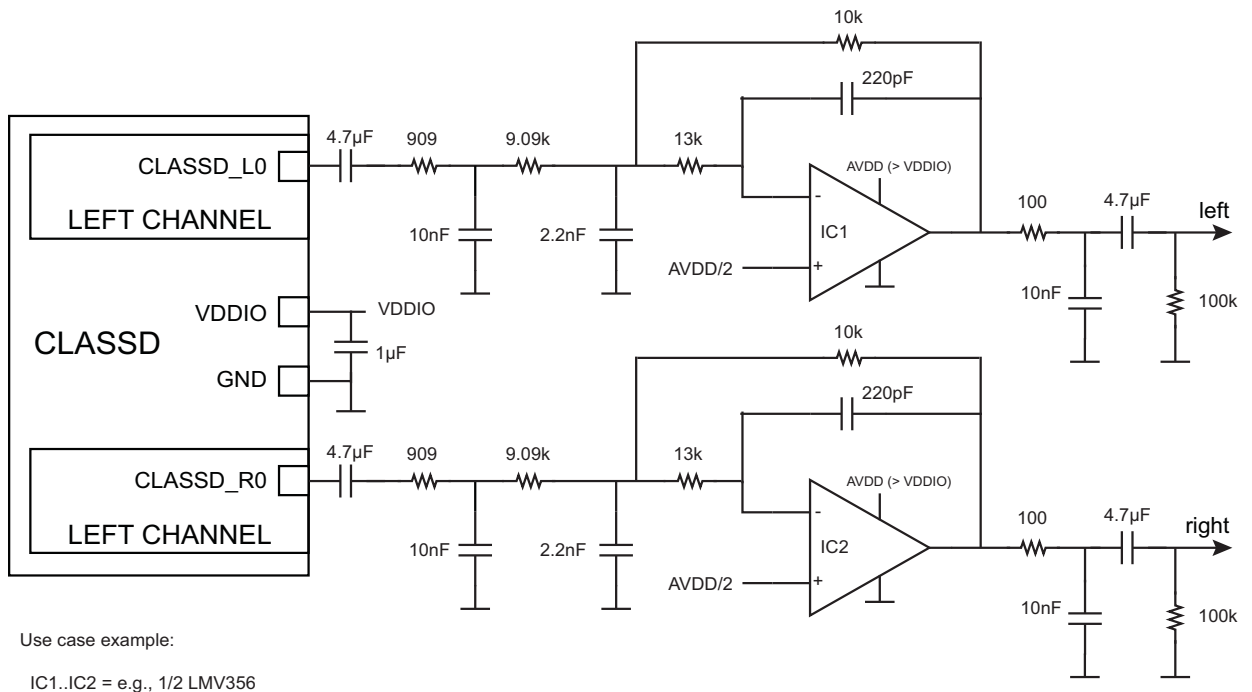 10k
220pF
4.7µF
909
9.09k
13k
CLASSD_L0
AVDD (> VDDIO)
LEFT CHANNEL
-
100
4.7µF
left
10nF
2.2nF
IC1
AVDD/2
+
10nF
100k
VDDIO
VDDIO
CLASSD
1µF
GND
10k
220pF
4.7µF
909
9.09k
13k
CLASSD_R0
AVDD (> VDDIO)
LEFT CHANNEL
-
100
4.7µF
right
10nF
2.2nF
IC2
AVDD/2
+
10nF
100k
Use case example:
IC1..IC2 = e.g., 1/2 LMV356